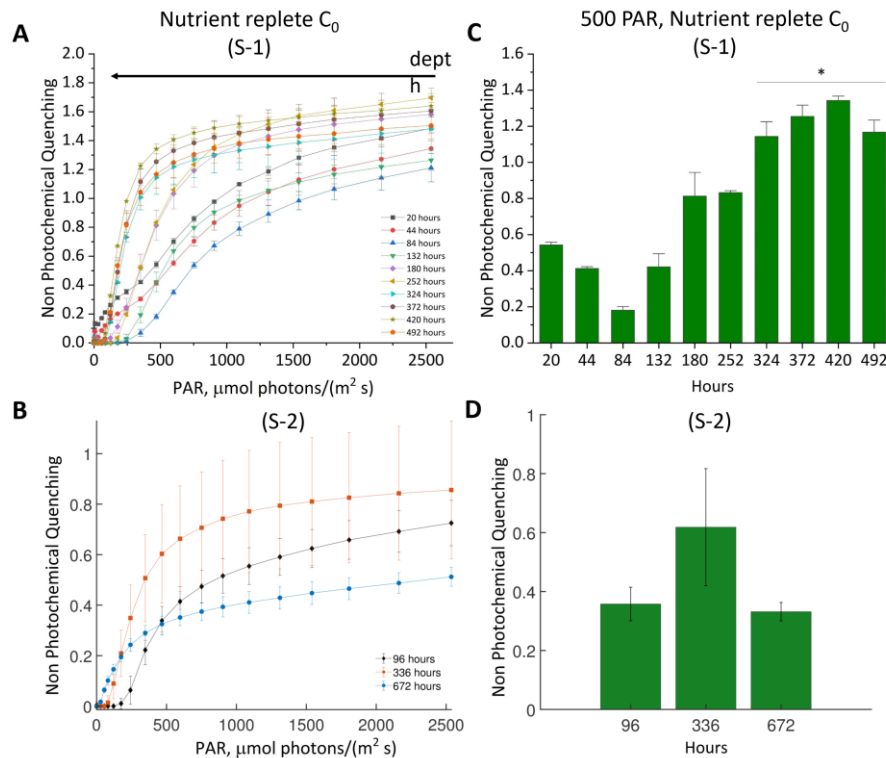 Nutrient replete C0
(S-1)
A
dept
h
2.0
1.8
1.6
1.4
1.2
1.0
0.8
0.6
0.4
0.2
0.0
Non Photochemical Quenching
20 hours
44 hours
84 hours
132 hours
180 hours
252 hours
324 hours
372 hours
420 hours
492 hours
0 500 1000 1500 2000 2500
PAR, μmol photons/(m² s)
500 PAR, Nutrient replete C0
(S-1)
C
*
1.6
1.4
1.2
1.0
0.8
0.6
0.4
0.2
0.0
Non Photochemical Quenching
20 44 84 132 180 252 324 372 420 492
Hours
B
(S-2)
1
0.8
0.6
0.4
0.2
0
Non Photochemical Quenching
96 hours
336 hours
672 hours
0 500 1000 1500 2000 2500
PAR, μmol photons/(m² s)
D
(S-2)
1
0.8
0.6
0.4
0.2
0
Non Photochemical Quenching
96 336 672
Hours